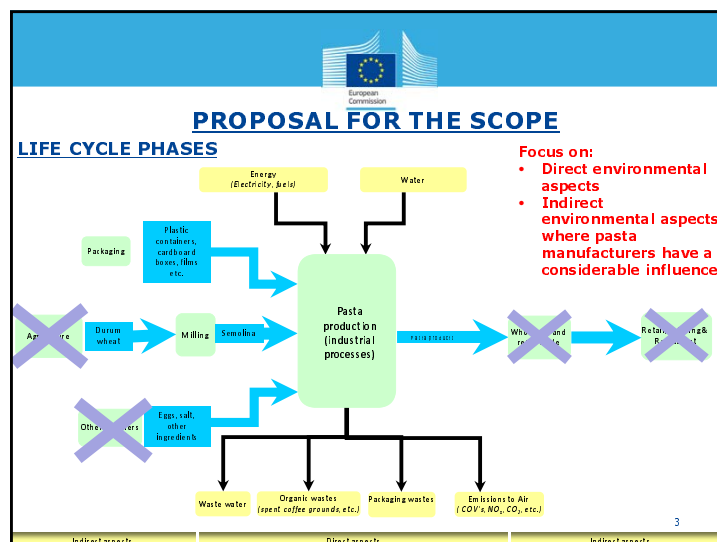 European
Commission
PROPOSAL FOR THE SCOPE
LIFE CYCLE PHASES
Focus on:
• Direct environmental
aspects
• Indirect
environmental aspects
where pasta
manufacturers have a
considerable influence
Energy
(Electricity, fuels)
Water
Packaging
Plastic
containers,
cardboard
boxes, films
etc.
Pasta
production
(industrial
processes)
Durum
wheat
Milling
Semolina
Pasta products
Eggs, salt,
other
ingredients
Waste water
Organic wastes
(spent coffee grounds, etc.)
Packaging wastes
Emissions to Air
( COV's, NOx, CO2, etc.)
3
Indirect aspects
Direct aspects
Indirect aspects